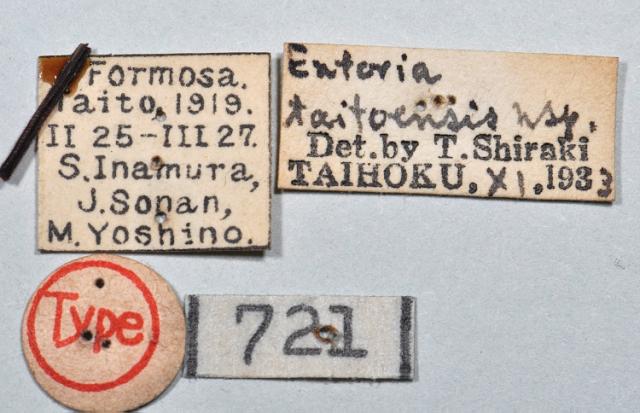 Formosa.
Taito, 1919.
II 25-III 27.
S. Inamura,
J. Sonan,
M. Yoshino.
Entoria
taitoensis nsp.
Det. by T. Shiraki
TAIHOKU, XI, 1933
Type
721